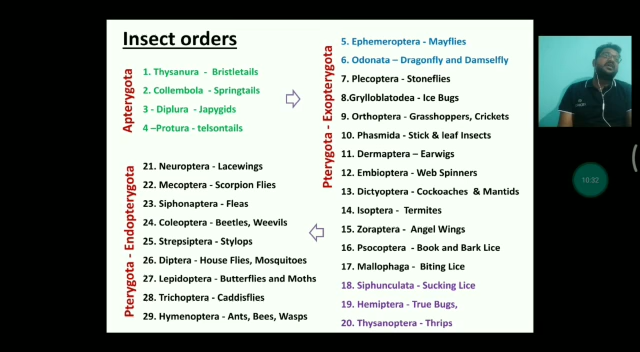 Insect orders
Apterygota
1. Thysanura - Bristletails
2. Collembola - Springtails
3 - Diplura - Japygids
4 –Protura - telsontails
Pterygota - Exopterygota
5. Ephemeroptera - Mayflies
6. Odonata – Dragonfly and Damselfly
7. Plecoptera - Stoneflies
8.Grylloblatodea - Ice Bugs
9. Orthoptera - Grasshoppers, Crickets
10. Phasmida - Stick & leaf Insects
11. Dermaptera – Earwigs
12. Embioptera - Web Spinners
13. Dictyoptera - Cockoaches & Mantids
14. Isoptera - Termites
15. Zoraptera - Angel Wings
16. Psocoptera - Book and Bark Lice
17. Mallophaga - Biting Lice
18. Siphunculata - Sucking Lice
19. Hemiptera - True Bugs,
20. Thysanoptera - Thrips
Pterygota - Endopterygota
21. Neuroptera - Lacewings
22. Mecoptera - Scorpion Flies
23. Siphonaptera - Fleas
24. Coleoptera - Beetles, Weevils
25. Strepsiptera - Stylops
26. Diptera - House Flies, Mosquitoes
27. Lepidoptera - Butterflies and Moths
28. Trichoptera - Caddisflies
29. Hymenoptera - Ants, Bees, Wasps
10:32